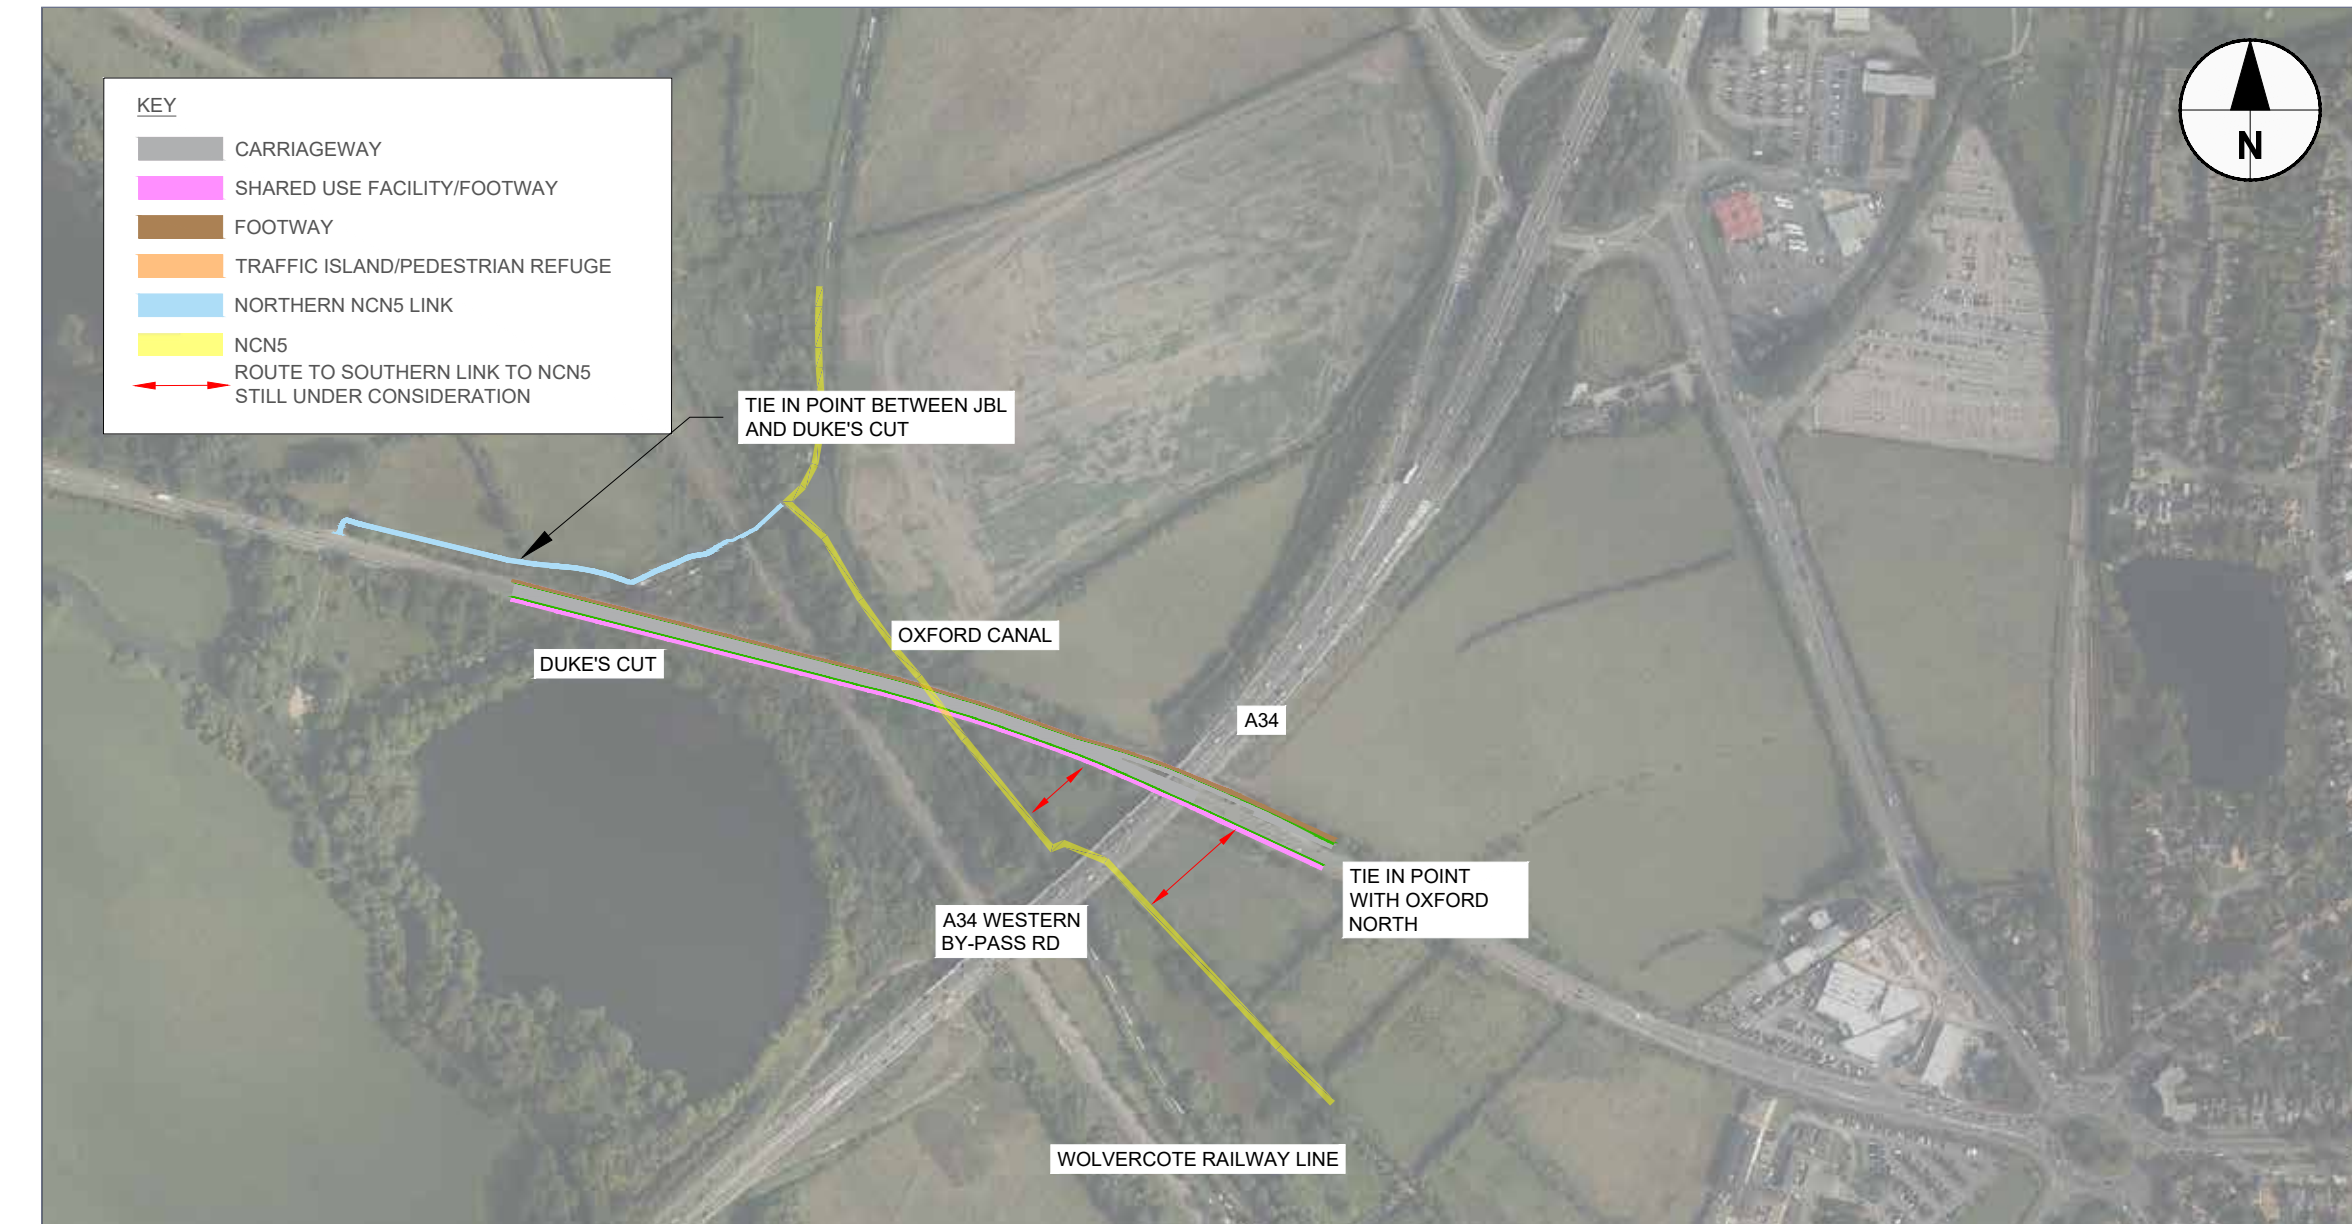 KEY
CARRIAGEWAY
SHARED USE FACILITY/FOOTWAY
FOOTWAY
TRAFFIC ISLAND/PEDESTRIAN REFUGE
NORTHERN NCN5 LINK
NCN5
ROUTE TO SOUTHERN LINK TO NCN5
STILL UNDER CONSIDERATION
N
TIE IN POINT BETWEEN JBL
AND DUKE'S CUT
OXFORD CANAL
DUKE'S CUT
A34
TIE IN POINT
WITH OXFORD
NORTH
A34 WESTERN
BY-PASS RD
WOLVERCOTE RAILWAY LINE